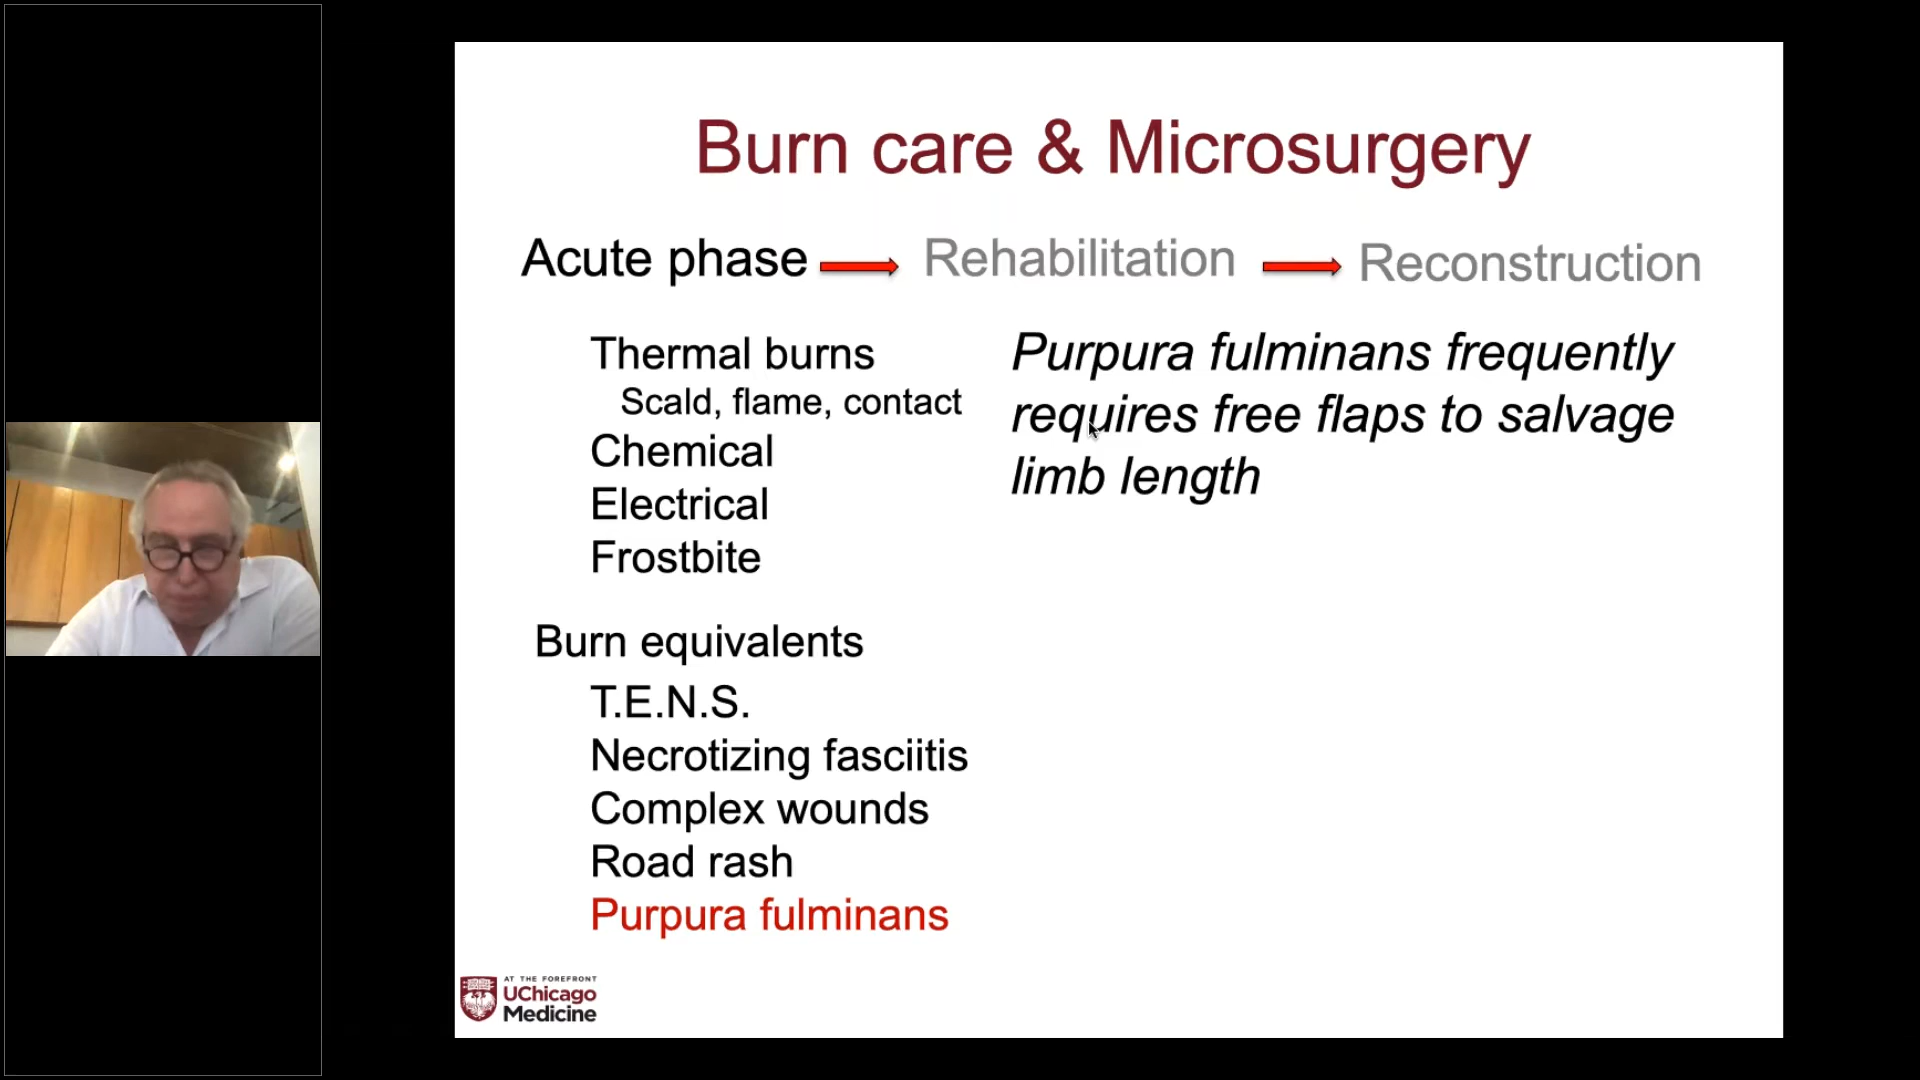 Burn care & Microsurgery
Acute phase
Rehabilitation
Reconstruction
Thermal burns
Scald, flame, contact
Chemical
Electrical
Frostbite
Purpura fulminans frequently
requires free flaps to salvage
limb length
Burn equivalents
T.E.N.S.
Necrotizing fasciitis
Complex wounds
Road rash
Purpura fulminans
AT THE FOREFRONT
UChicago
Medicine